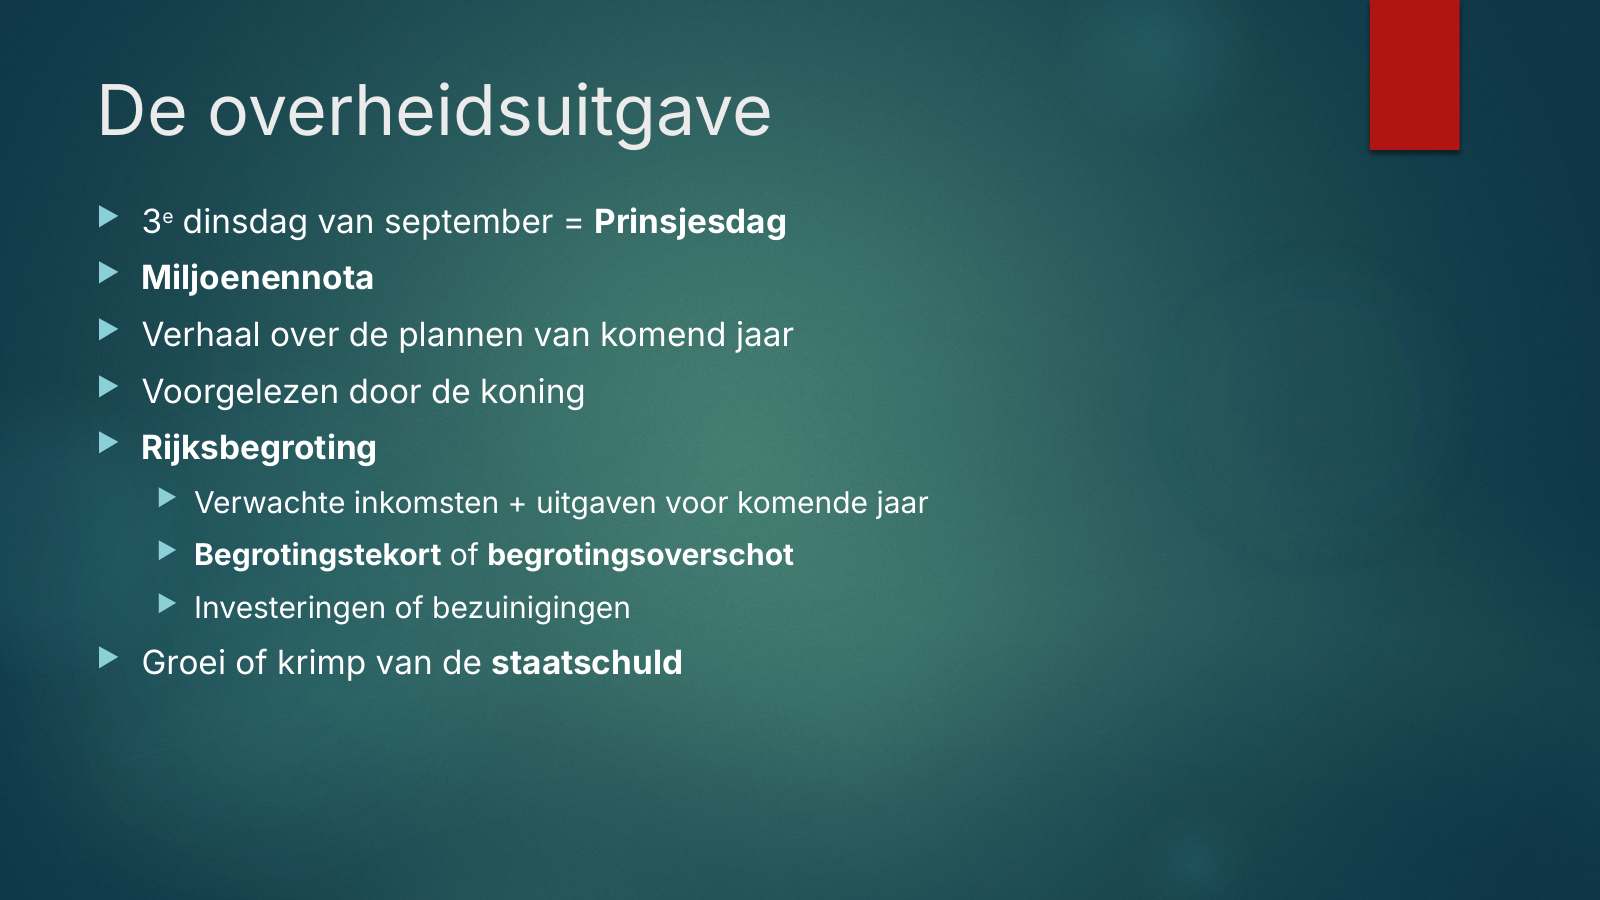 De overheidsuitgave
3e dinsdag van september = Prinsjesdag
Miljoenennota
Verhaal over de plannen van komend jaar
Voorgelezen door de koning
Rijksbegroting
Verwachte inkomsten + uitgaven voor komende jaar
Begrotingstekort of begrotingsoverschot
Investeringen of bezuinigingen
Groei of krimp van de staatschuld